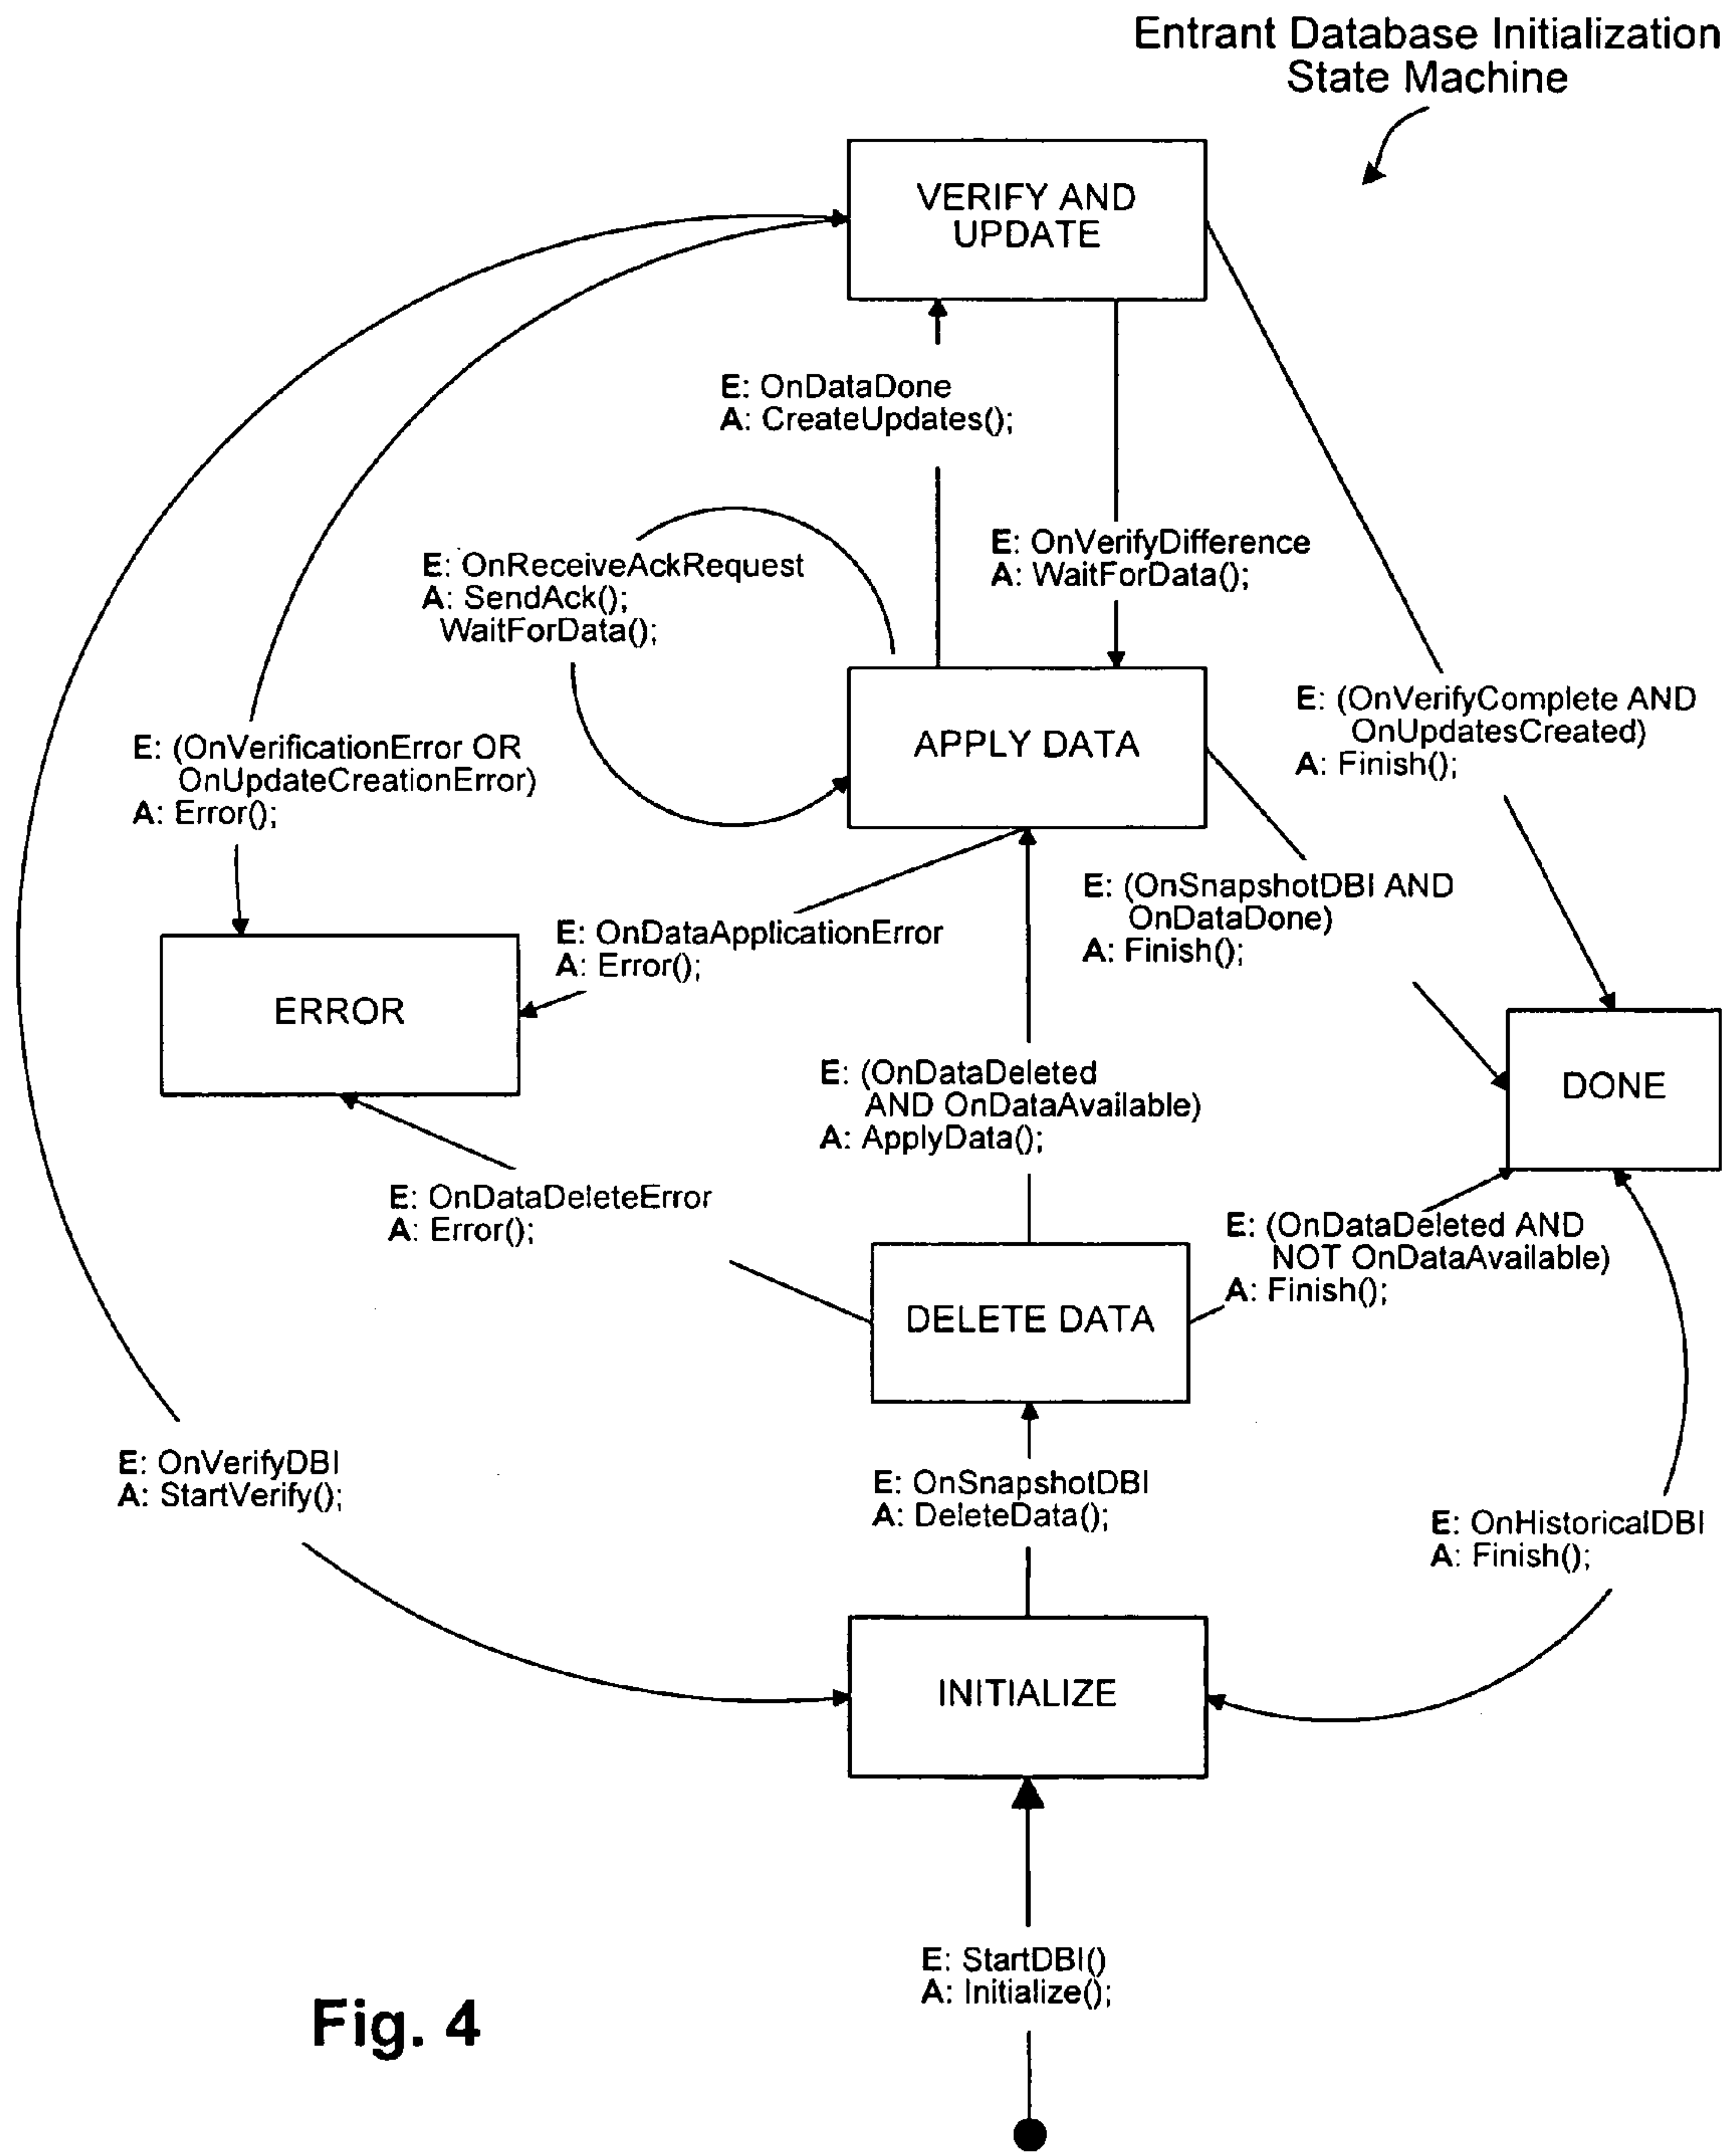 Entrant Database Initialization
State Machine
VERIFY AND
UPDATE
E: OnDataDone
A: CreateUpdates();
E: OnVerifyDifference
A: WaitForData();
E: OnReceiveAckRequest
A: SendAck();
WaitForData();
E: (OnVerifyComplete AND
OnUpdatesCreated)
A: Finish();
APPLY DATA
E: (OnVerificationError OR
OnUpdateCreationError)
A: Error();
E: (OnSnapshotDBI AND
OnDataDone)
A: Finish();
E: OnDataApplicationError
A: Error();
ERROR
E: (OnDataDeleted
AND OnDataAvailable)
A: ApplyData();
DONE
E: OnDataDeleteError
A: Error();
E: (OnDataDeleted AND
NOT OnDataAvailable)
A: Finish();
DELETE DATA
E: OnVerifyDBI
A: StartVerify();
E: OnSnapshotDBI
A: DeleteData();
E: OnHistoricalDBI
A: Finish();
INITIALIZE
E: StartDBI()
A: Initialize();
Fig. 4